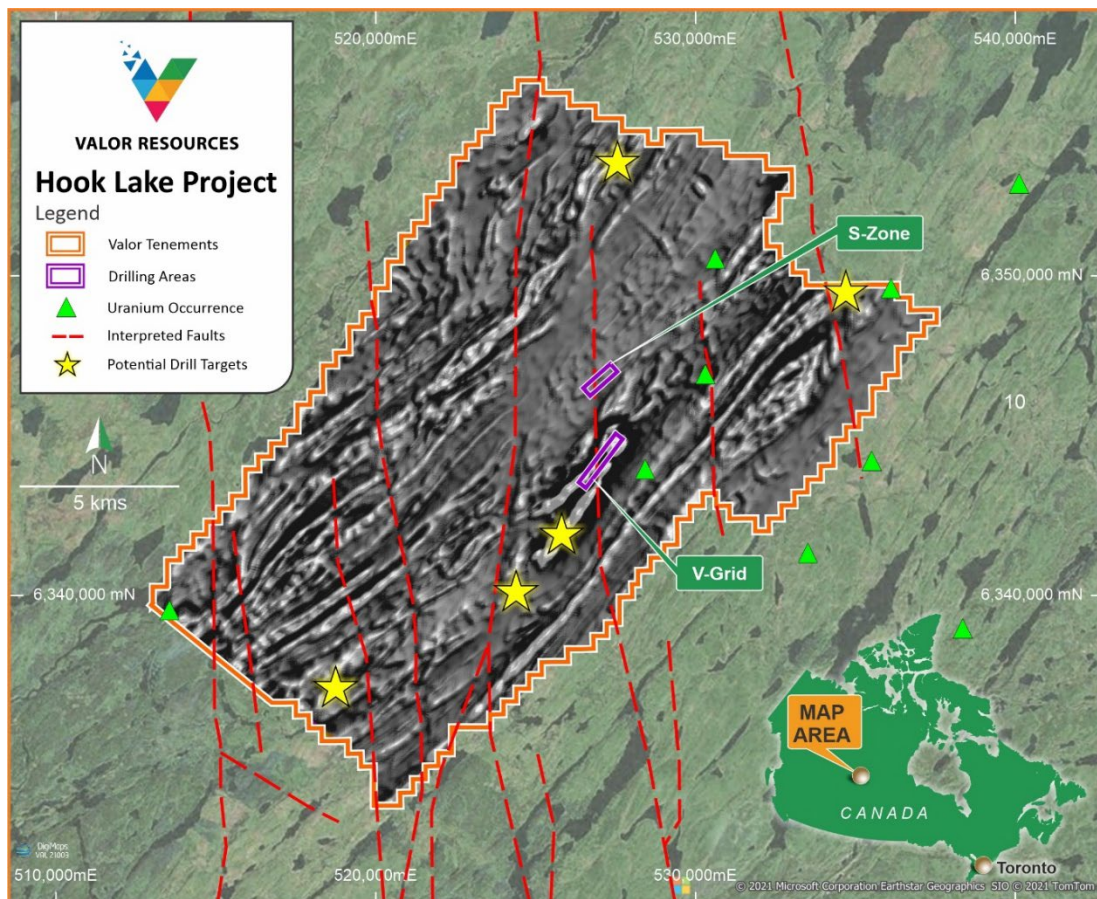 520,000mE
530,000mE
540,000mE
VALOR RESOURCES
Hook Lake Project
Legend
Valor Tenements
Drilling Areas
Uranium Occurrence
Interpreted Faults
Potential Drill Targets
S-Zone
6,350,000 mN
10
N
5 kms
V-Grid
6,340,000 mN
6,340,000 mN
MAP
AREA
CANADA
DigiMaps
VAL 21003
Toronto
510,000mE
520,000mE
530,000mE
© 2021 Microsoft Corporation Earthstar Geographics SIO © 2021 TomTom